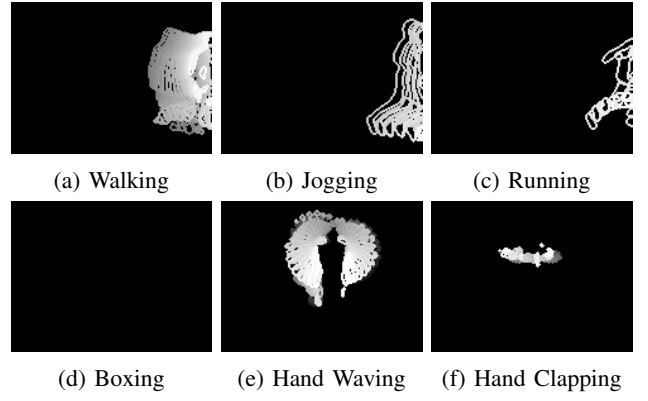 (a) Walking (b) Jogging (c) Running
(d) Boxing (e) Hand Waving (f) Hand Clapping